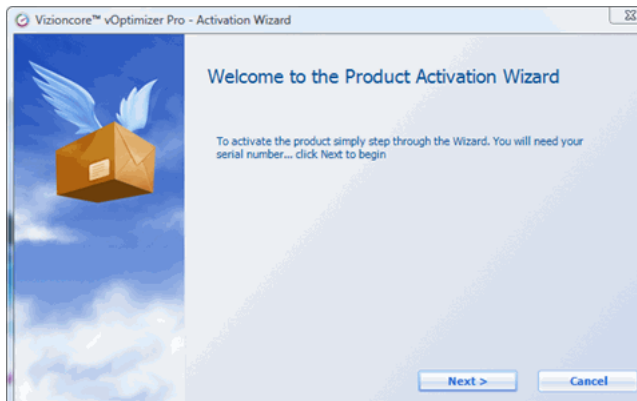 Vizioncore™ vOptimizer Pro - Activation Wizard
Welcome to the Product Activation Wizard
To activate the product simply step through the Wizard. You will need your
serial number... click Next to begin
Next >
Cancel